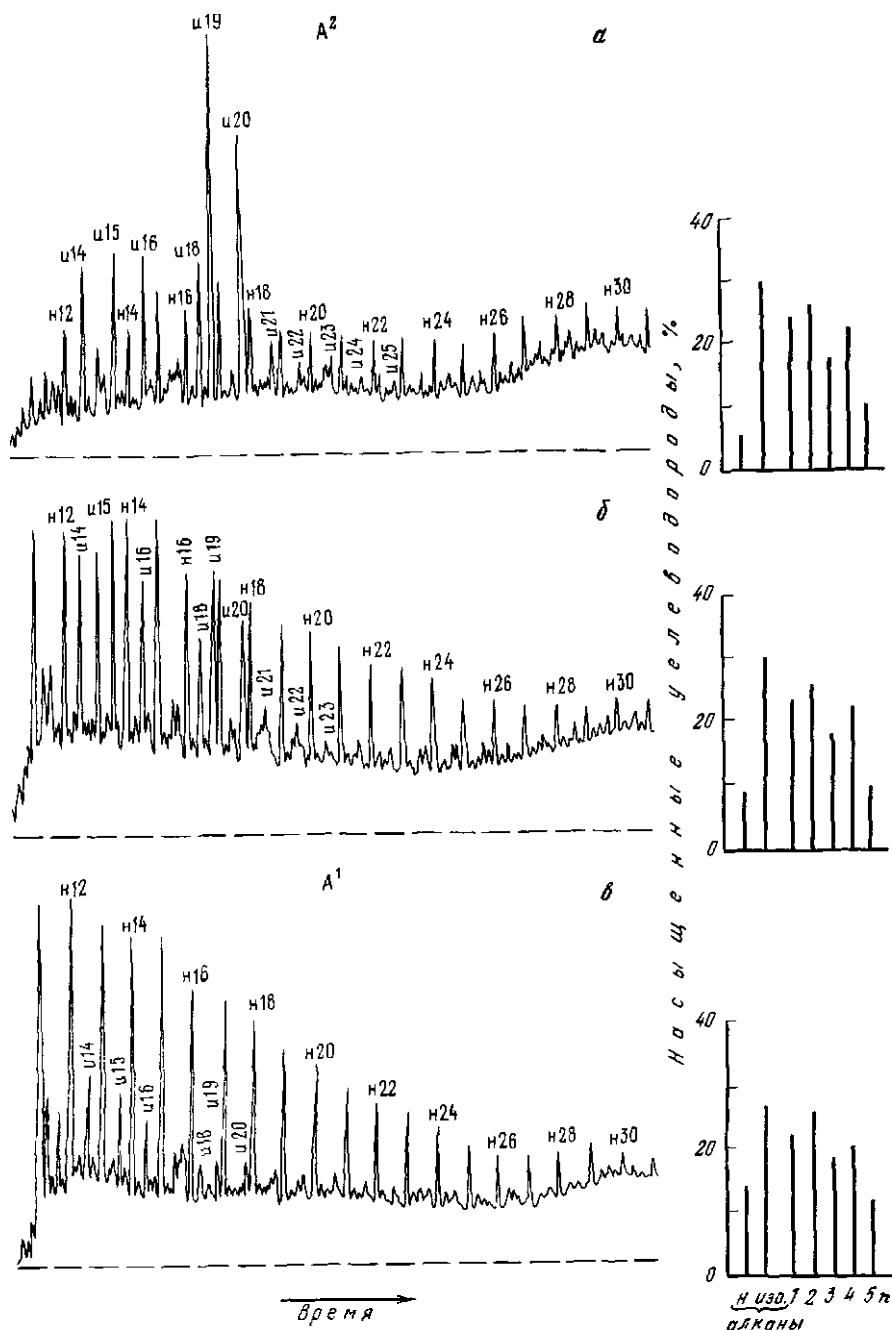 и19
A²
а
и20
и18
и16
и15
и14
н16
н18
н14
н12
и21
н20
и22
и23
и24
н22
и25
н24
н26
н28
н30
40
20
0
б
н12
и14
и15
н14
и16
н16
и18
и19
и20
н18
и21
н20
и22
и23
н22
н24
н26
н28
н30
40
20
0
A¹
в
н12
и14
и15
н14
и16
н16
и18
и19
и20
н18
н20
н22
н24
н26
н28
н30
40
20
0
Насыщенные углеводороды, %
Время
н изо. 1 2 3 4 5 n
алканы